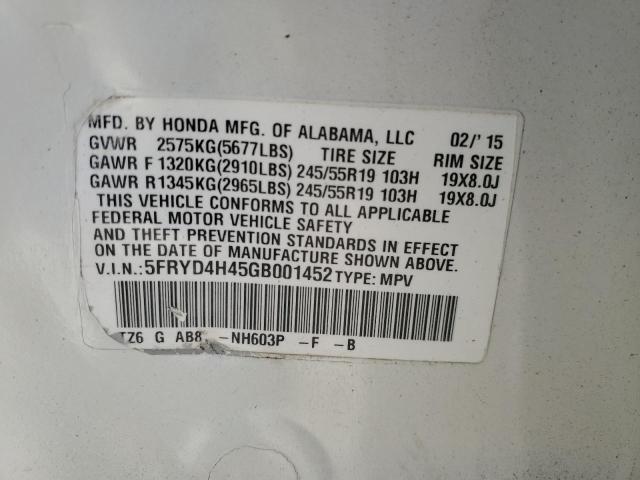 MFD. BY HONDA MFG. OF ALABAMA, LLC 02/' 15
GVWR 2575KG(5677LBS) TIRE SIZE RIM SIZE
GAWR F 1320KG(2910LBS) 245/55R19 103H 19X8.0J
GAWR R1345KG(2965LBS) 245/55R19 103H 19X8.0J
THIS VEHICLE CONFORMS TO ALL APPLICABLE
FEDERAL MOTOR VEHICLE SAFETY
AND THEFT PREVENTION STANDARDS IN EFFECT
ON THE DATE OF MANUFACTURE SHOWN ABOVE.
V.I.N.:5FRYD4H45GB001452 TYPE: MPV
TZ6 G AB8 -NH603P -F -B